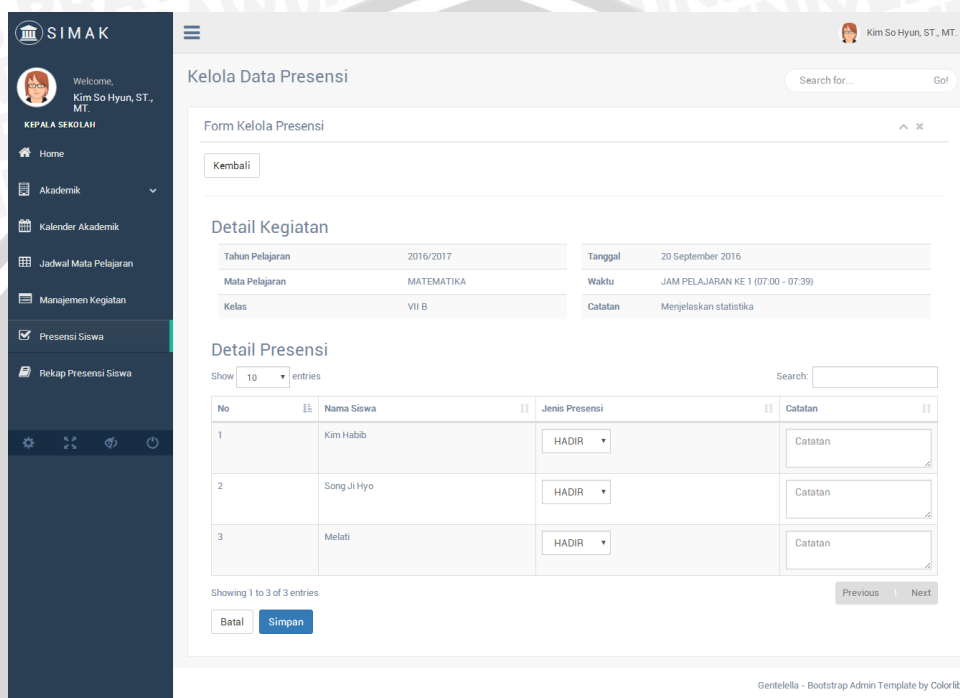 SIMAK
Kim So Hyun, ST., MT.
Welcome,
Kim So Hyun, ST.,
MT.
KEPALA SEKOLAH
Home
Akademik
Kalender Akademik
Jadwal Mata Pelajaran
Manajemen Kegiatan
Presensi Siswa
Rekap Presensi Siswa
Kelola Data Presensi
Search for... Go!
Form Kelola Presensi
Kembali
Detail Kegiatan
Tahun Pelajaran 2016/2017 Tanggal 20 September 2016
Mata Pelajaran MATEMATIKA Waktu JAM PELAJARAN KE 1 (07:00 - 07:39)
Kelas VII B Catatan Menjelaskan statistika
Detail Presensi
Show 10 entries Search:
No Nama Siswa Jenis Presensi Catatan
1 Kim Habib HADIR Catatan
2 Song Ji Hyo HADIR Catatan
3 Melati HADIR Catatan
Showing 1 to 3 of 3 entries Previous 1 Next
Batal Simpan
Gentelella - Bootstrap Admin Template by Colorlib